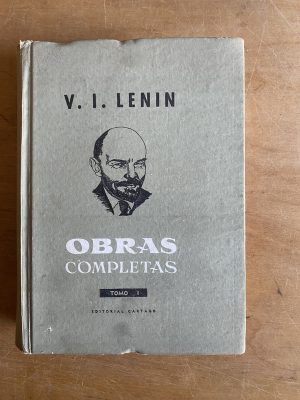 V. I. LENIN
OBRAS
COMPLETAS
TOMO I
EDITORIAL CARTAGO